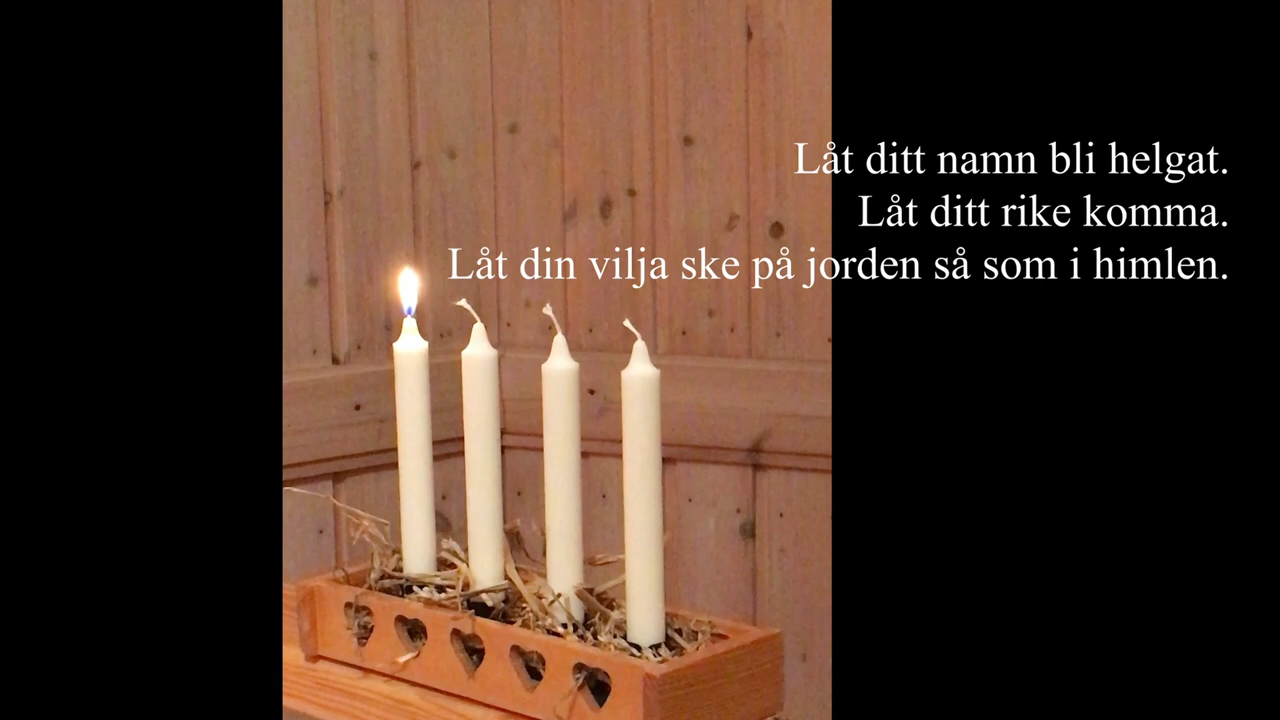 Låt ditt namn bli helgat.
Låt ditt rike komma.
Låt din vilja ske på jorden så som i himlen.